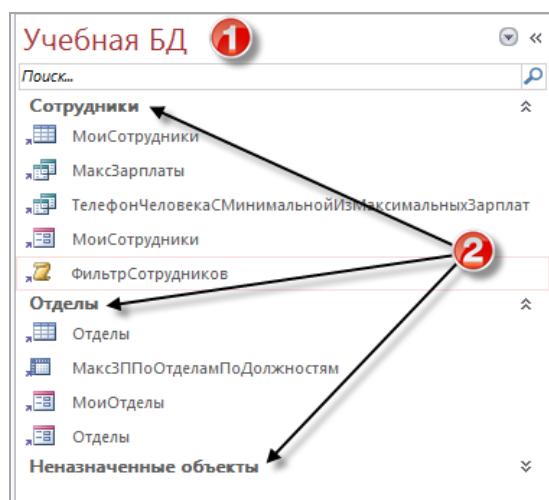 Учебная БД 1
Поиск...
Сотрудники
МоиСотрудники
МаксЗарплаты
ТелефонЧеловекаСМинимальнойИзМаксимальныхЗарплат
МоиСотрудники
2
ФильтрСотрудников
Отделы
Отделы
МаксЗППоОтделамПоДолжностям
МоиОтделы
Отделы
Неназначенные объекты